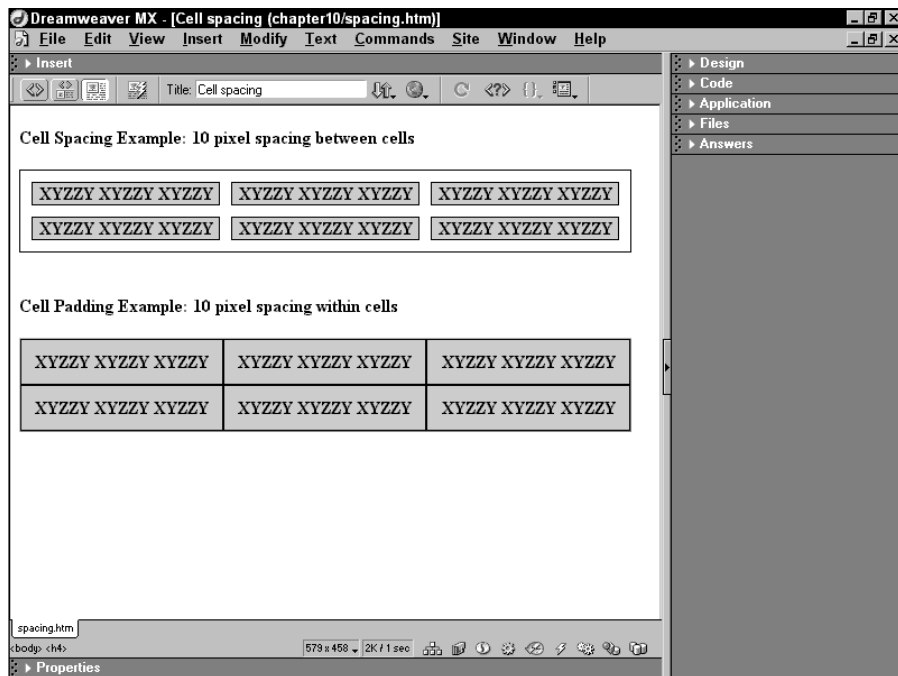 Dreamweaver MX - [Cell spacing (chapter10/spacing.htm)]
File Edit View Insert Modify Text Commands Site Window Help
Insert
Title: Cell spacing
Design
Code
Application
Files
Answers
Cell Spacing Example: 10 pixel spacing between cells
XYZZY XYZZY XYZZY XYZZY XYZZY XYZZY XYZZY XYZZY XYZZY
XYZZY XYZZY XYZZY XYZZY XYZZY XYZZY XYZZY XYZZY XYZZY
Cell Padding Example: 10 pixel spacing within cells
XYZZY XYZZY XYZZY XYZZY XYZZY XYZZY XYZZY XYZZY XYZZY
XYZZY XYZZY XYZZY XYZZY XYZZY XYZZY XYZZY XYZZY XYZZY
spacing.htm
<body> <h4> 579 x 458 2K / 1 sec
Properties